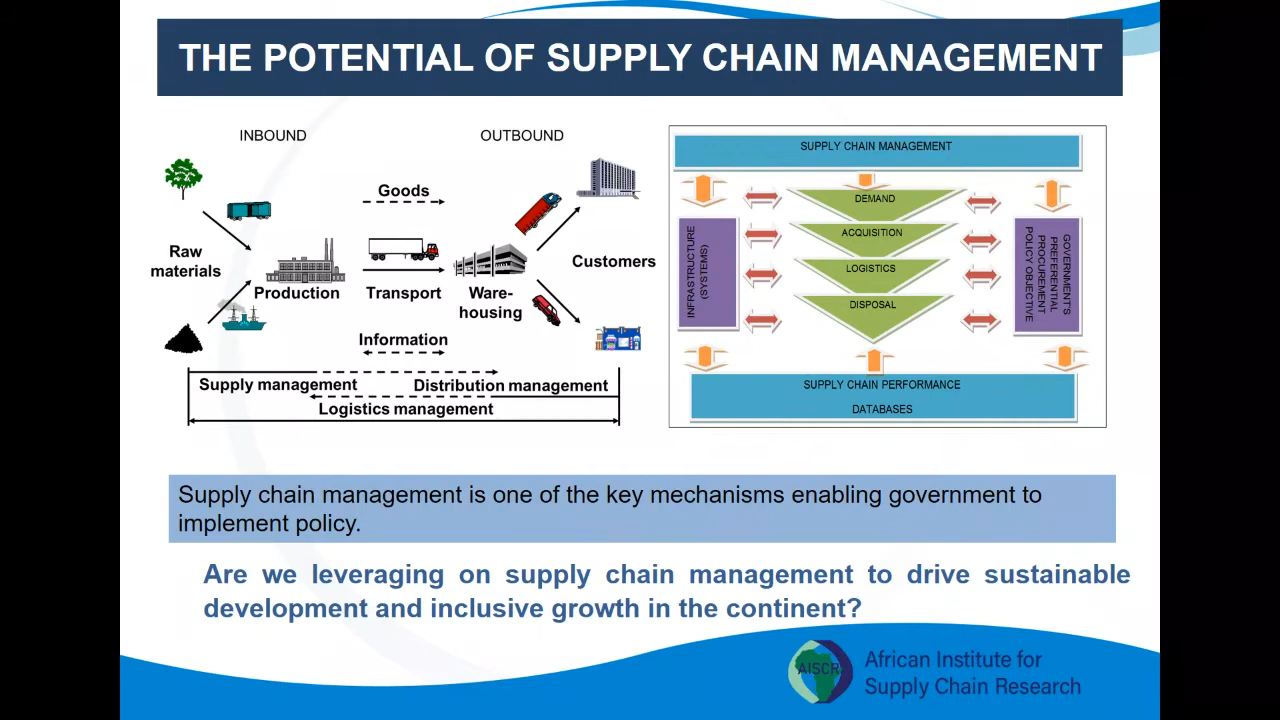 THE POTENTIAL OF SUPPLY CHAIN MANAGEMENT
INBOUND
OUTBOUND
Goods
Raw
materials
Production
Transport
Ware-
housing
Customers
Information
Supply management
Distribution management
Logistics management
SUPPLY CHAIN MANAGEMENT
DEMAND
ACQUISITION
LOGISTICS
DISPOSAL
INFRASTRUCTURE
(SYSTEMS)
GOVERNMENT'S
PREFERENTIAL
PROCUREMENT
POLICY OBJECTIVE
SUPPLY CHAIN PERFORMANCE
DATABASES
Supply chain management is one of the key mechanisms enabling government to
implement policy.
Are we leveraging on supply chain management to drive sustainable
development and inclusive growth in the continent?
AISCR
African Institute for
Supply Chain Research